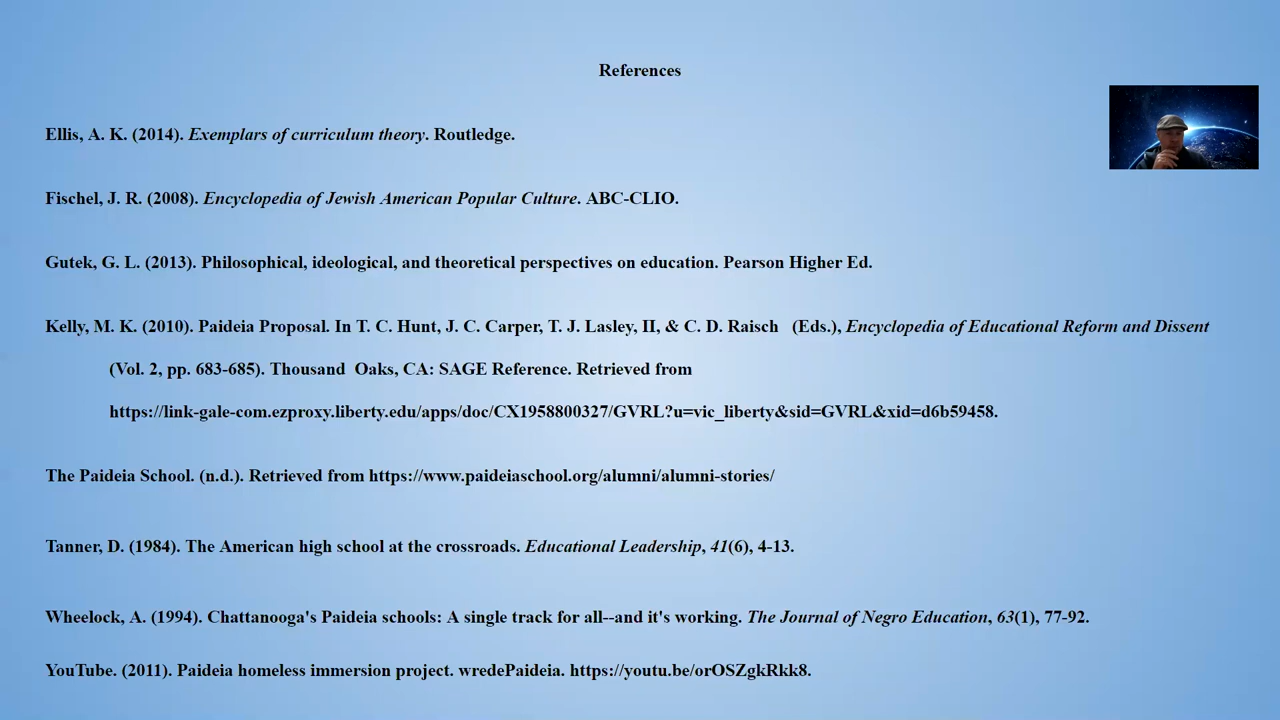 References
Ellis, A. K. (2014). Exemplars of curriculum theory. Routledge.
Fischel, J. R. (2008). Encyclopedia of Jewish American Popular Culture. ABC-CLIO.
Gutek, G. L. (2013). Philosophical, ideological, and theoretical perspectives on education. Pearson Higher Ed.
Kelly, M. K. (2010). Paideia Proposal. In T. C. Hunt, J. C. Carper, T. J. Lasley, II, & C. D. Raisch (Eds.), Encyclopedia of Educational Reform and Dissent
(Vol. 2, pp. 683-685). Thousand Oaks, CA: SAGE Reference. Retrieved from
https://link-gale-com.ezproxy.liberty.edu/apps/doc/CX1958800327/GVRL?u=vic_liberty&sid=GVRL&xid=d6b59458.
The Paideia School. (n.d.). Retrieved from https://www.paideiaschool.org/alumni/alumni-stories/
Tanner, D. (1984). The American high school at the crossroads. Educational Leadership, 41(6), 4-13.
Wheelock, A. (1994). Chattanooga's Paideia schools: A single track for all--and it's working. The Journal of Negro Education, 63(1), 77-92.
YouTube. (2011). Paideia homeless immersion project. wredePaideia. https://youtu.be/orOSZgkRkk8.